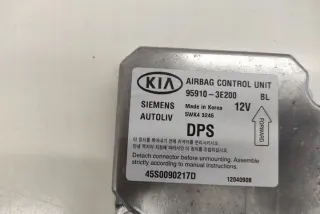 KIA
AIRBAG CONTROL UNIT
95910 - 3E200 BL
SIEMENS Made in Korea 12V
AUTOLIV 5WK4 3245
FORWARD
DPS
Detach connector before unmounting. Assemble
strictly according to manual instructions.
45S0090217D 12040908